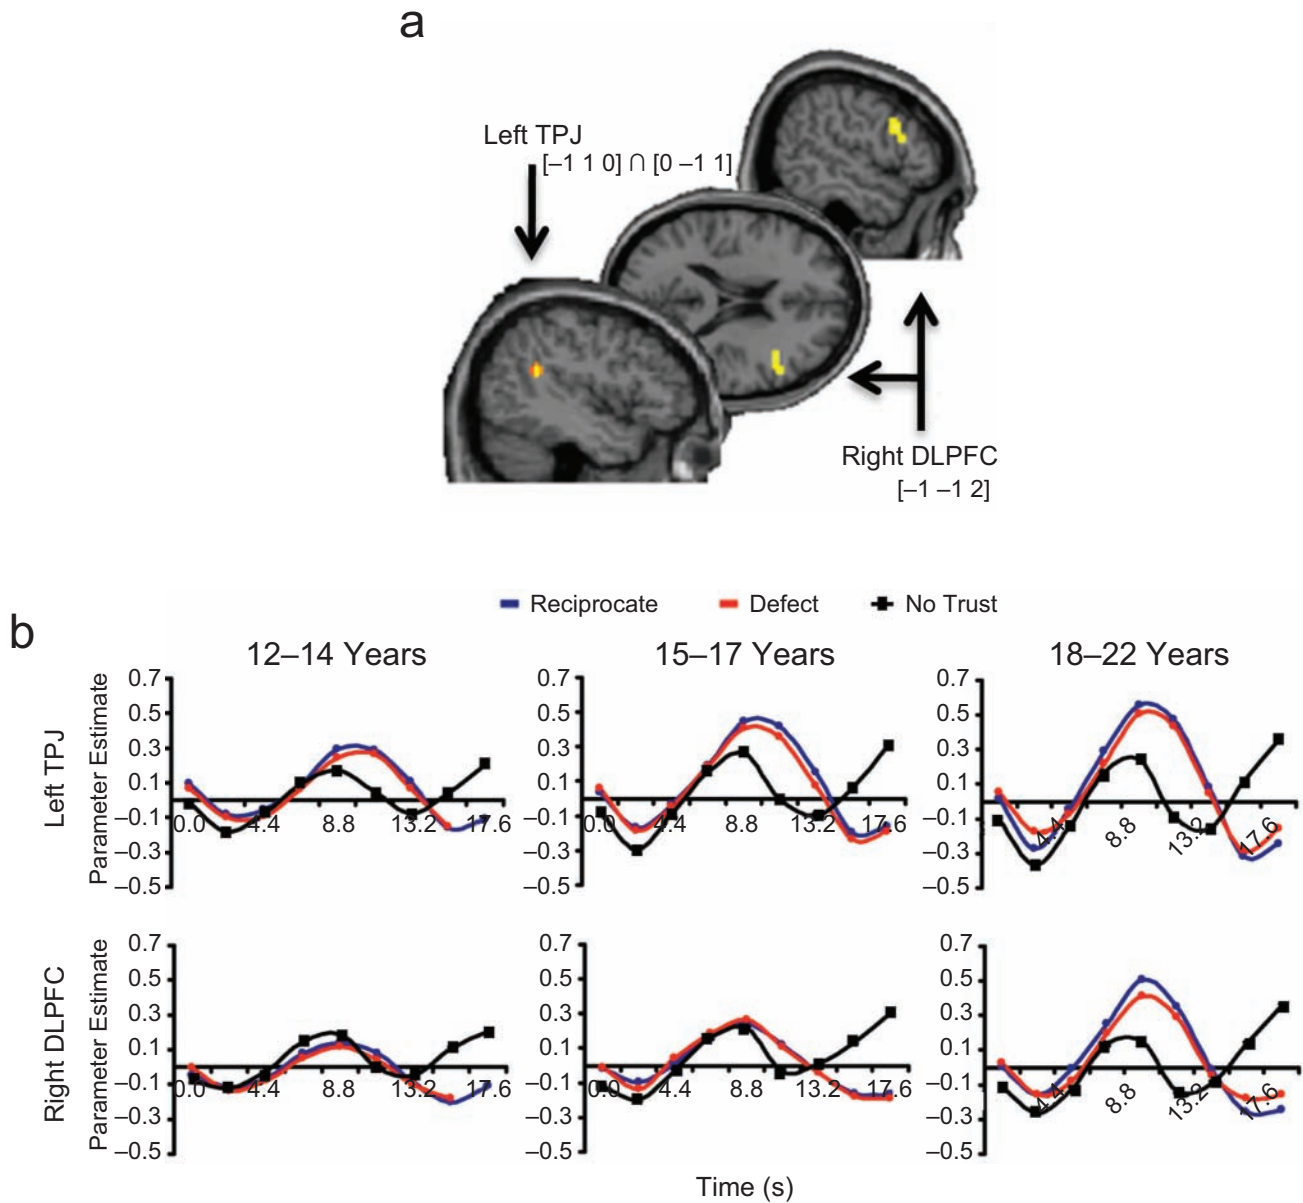 a
Left TPJ
[–1 1 0] ∩ [0 –1 1]
Right DLPFC
[–1 –1 2]
b
Reciprocate Defect No Trust
12–14 Years 15–17 Years 18–22 Years
Left TPJ
Parameter Estimate
0.7 0.7 0.7
0.5 0.5 0.5
0.3 0.3 0.3
0.1 0.1 0.1
–0.1 –0.1 –0.1
–0.3 –0.3 –0.3
–0.5 –0.5 –0.5
0.0 4.4 8.8 13.2 17.6 0.0 4.4 8.8 13.2 17.6 4.4 8.8 13.2 17.6
Right DLPFC
Parameter Estimate
0.7 0.7 0.7
0.5 0.5 0.5
0.3 0.3 0.3
0.1 0.1 0.1
–0.1 –0.1 –0.1
–0.3 –0.3 –0.3
–0.5 –0.5 –0.5
0.0 4.4 8.8 13.2 17.6 0.0 4.4 8.8 13.2 17.6 4.4 8.8 13.2 17.6
Time (s)